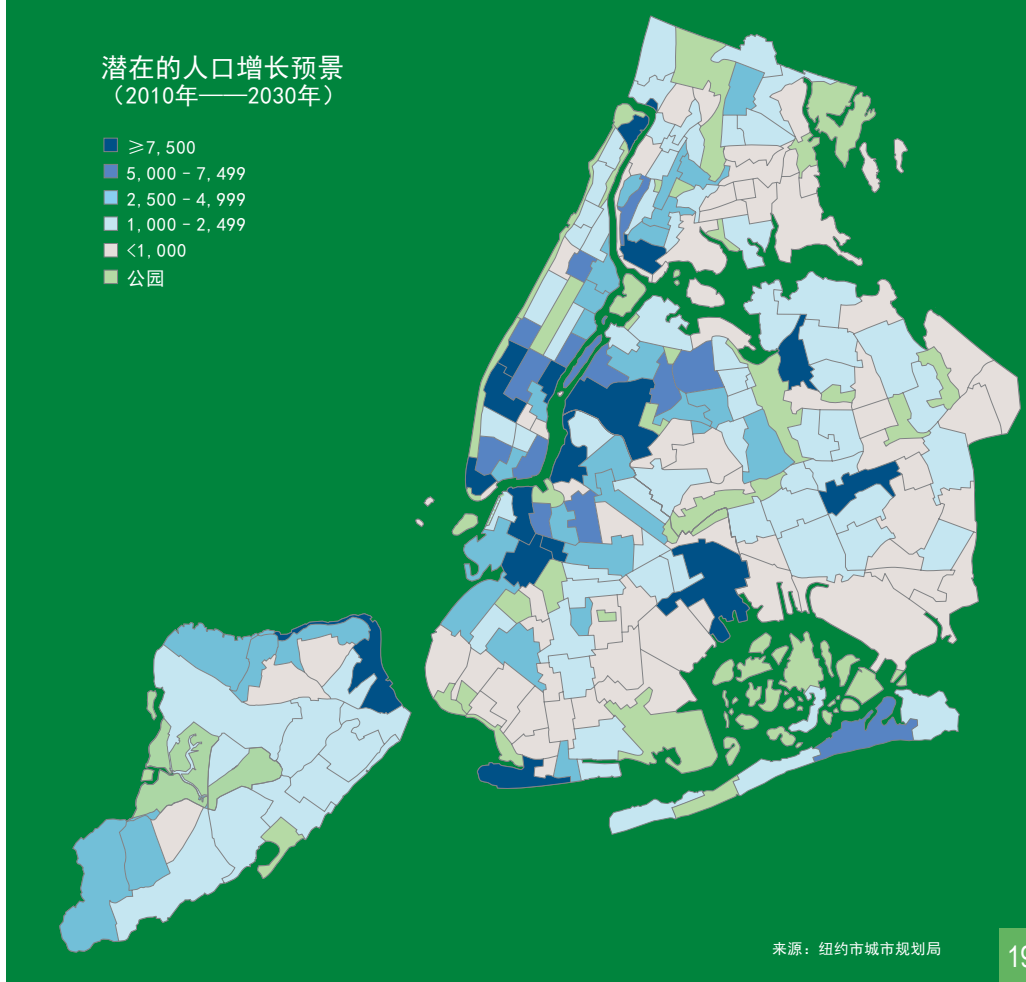 潜在的人口增长预景
（2010年——2030年）
≥7,500
5,000－7,499
2,500－4,999
1,000－2,499
<1,000
公园
来源：纽约市城市规划局
19